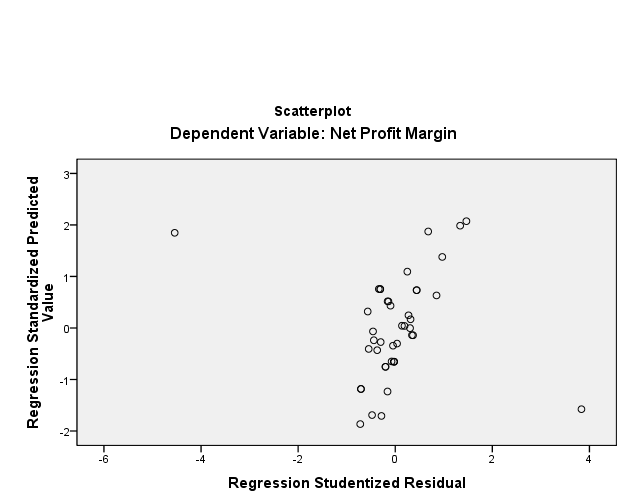 Scatterplot
Dependent Variable: Net Profit Margin
Regression Standardized Predicted
Value
3
2
1
0
-1
-2
-6
-4
-2
0
2
4
Regression Studentized Residual